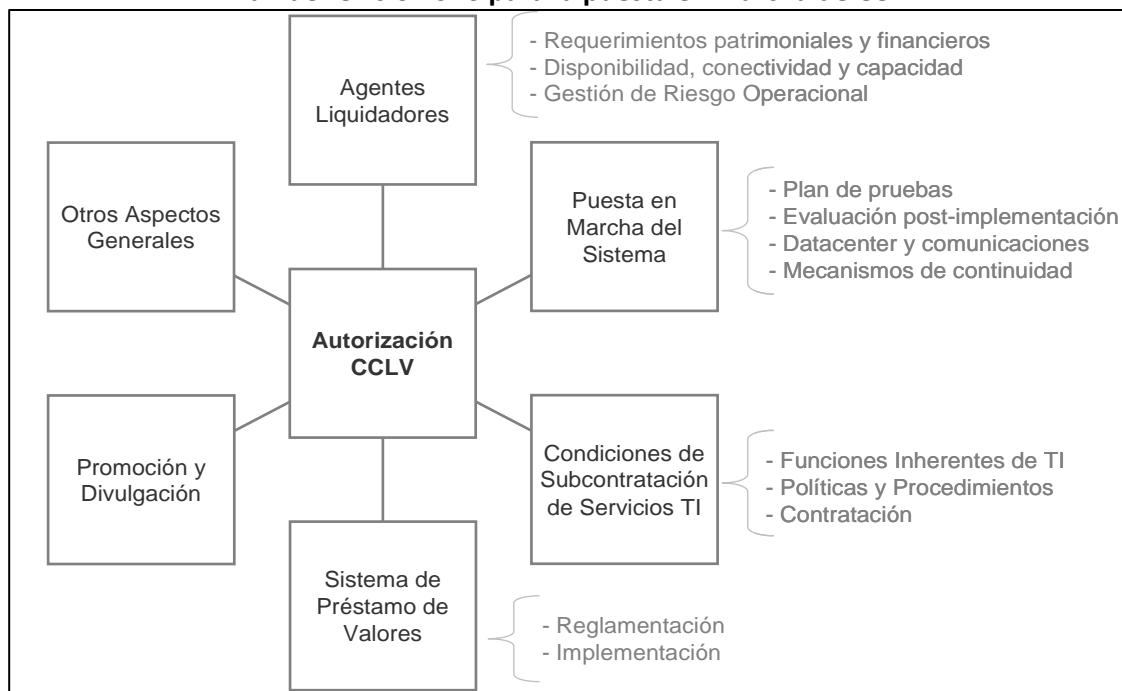 Agentes
Liquidadores
- Requerimientos patrimoniales y financieros
- Disponibilidad, conectividad y capacidad
- Gestión de Riesgo Operacional
Otros Aspectos
Generales
Puesta en
Marcha del
Sistema
- Plan de pruebas
- Evaluación post-implementación
- Datacenter y comunicaciones
- Mecanismos de continuidad
Autorización
CCLV
Promoción y
Divulgación
Condiciones de
Subcontratación
de Servicios TI
- Funciones Inherentes de TI
- Políticas y Procedimientos
- Contratación
Sistema de
Préstamo de
Valores
- Reglamentación
- Implementación